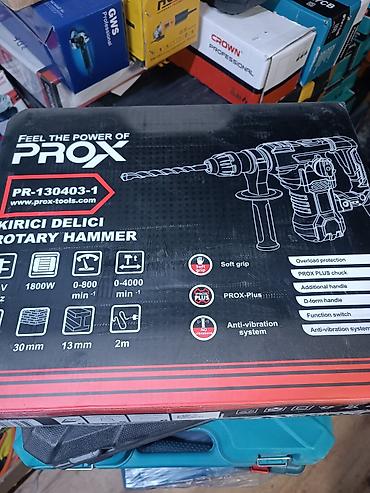 GWS
Professional
CROWN
PROFESSIONAL
TCB
FEEL THE POWER OF
PROX
PR-130403-1
www.prox-tools.com
KIRICI DELICI
ROTARY HAMMER
V
1800W
0-800
0-4000
min⁻¹
min⁻¹
30mm
13mm
2m
Soft grip
PROX-Plus
Anti-vibration
system
Overload protection
PROX PLUS chuck
Additional handle
D-form handle
Function switch
Anti-vibration system